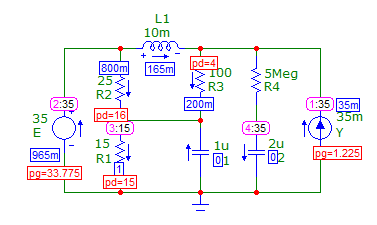 L1
10m
165m
800m
25
R2
pd=16
pd=4
100
R3
200m
5Meg
R4
2:35
35
E
965m
pg=33.775
3:15
15
R1
1
pd=15
1u
0
1
4:35
2u
0
2
1:35
35m
35m
Y
pg=1.225